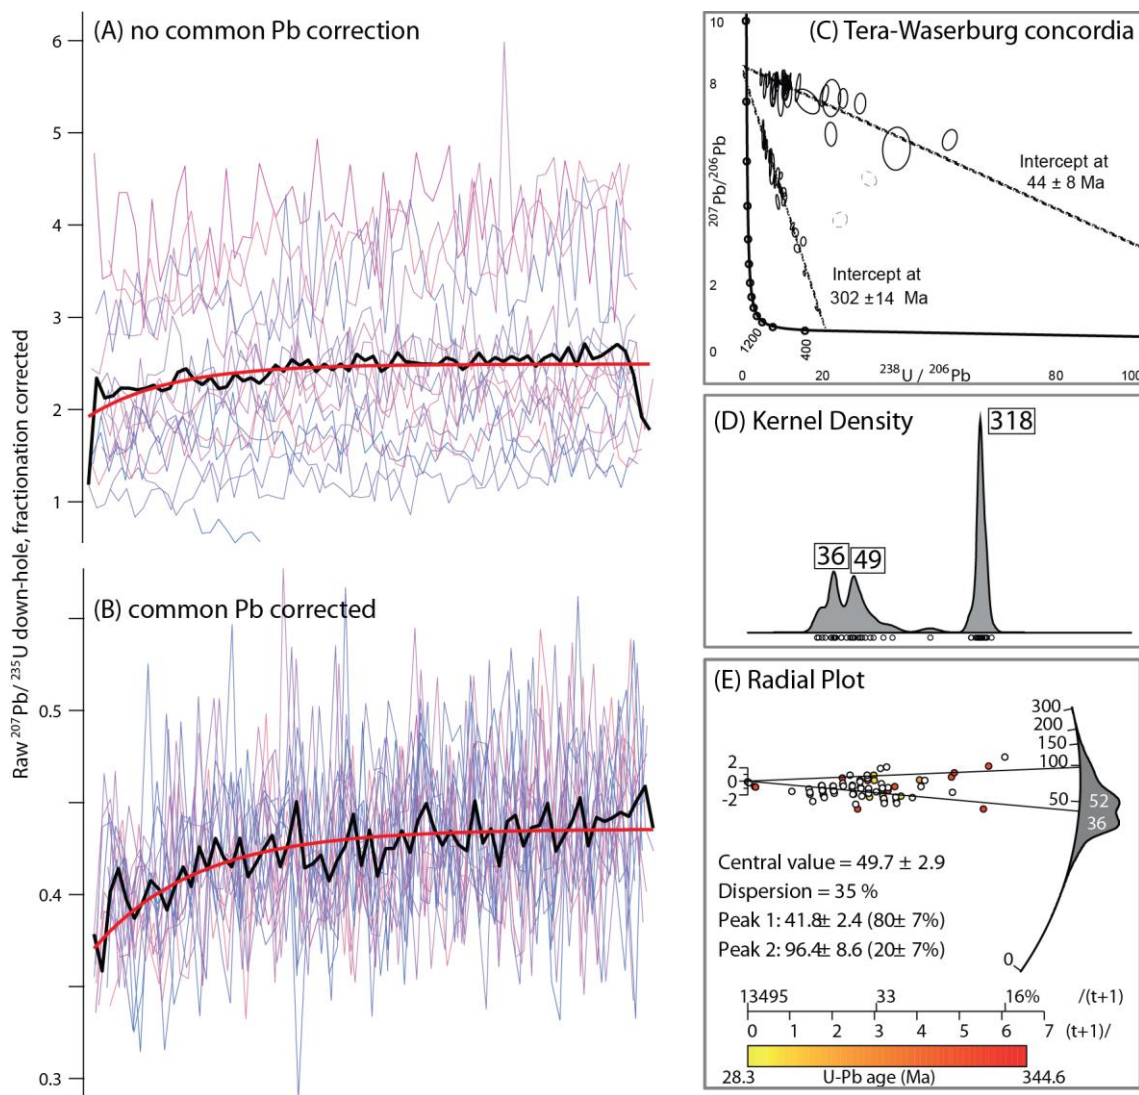 (A) no common Pb correction
6
5
4
3
2
1
Raw 207Pb/ 235U down-hole, fractionation corrected
(B) common Pb corrected
0.5
0.4
0.3
(C) Tera-Waserburg concordia
10
8
2
0
207Pb/206Pb
Intercept at
44 ± 8 Ma
Intercept at
302 ±14 Ma
1200
400
0
20
80
100
238U / 206Pb
(D) Kernel Density
318
36
49
(E) Radial Plot
300
200
150
100
50
0
52
36
2
0
-2
Central value = 49.7 ± 2.9
Dispersion = 35 %
Peak 1: 41.8± 2.4 (80± 7%)
Peak 2: 96.4± 8.6 (20± 7%)
13495 33 16% /(t+1)
0 1 2 3 4 5 6 7 (t+1)/
28.3 U-Pb age (Ma) 344.6